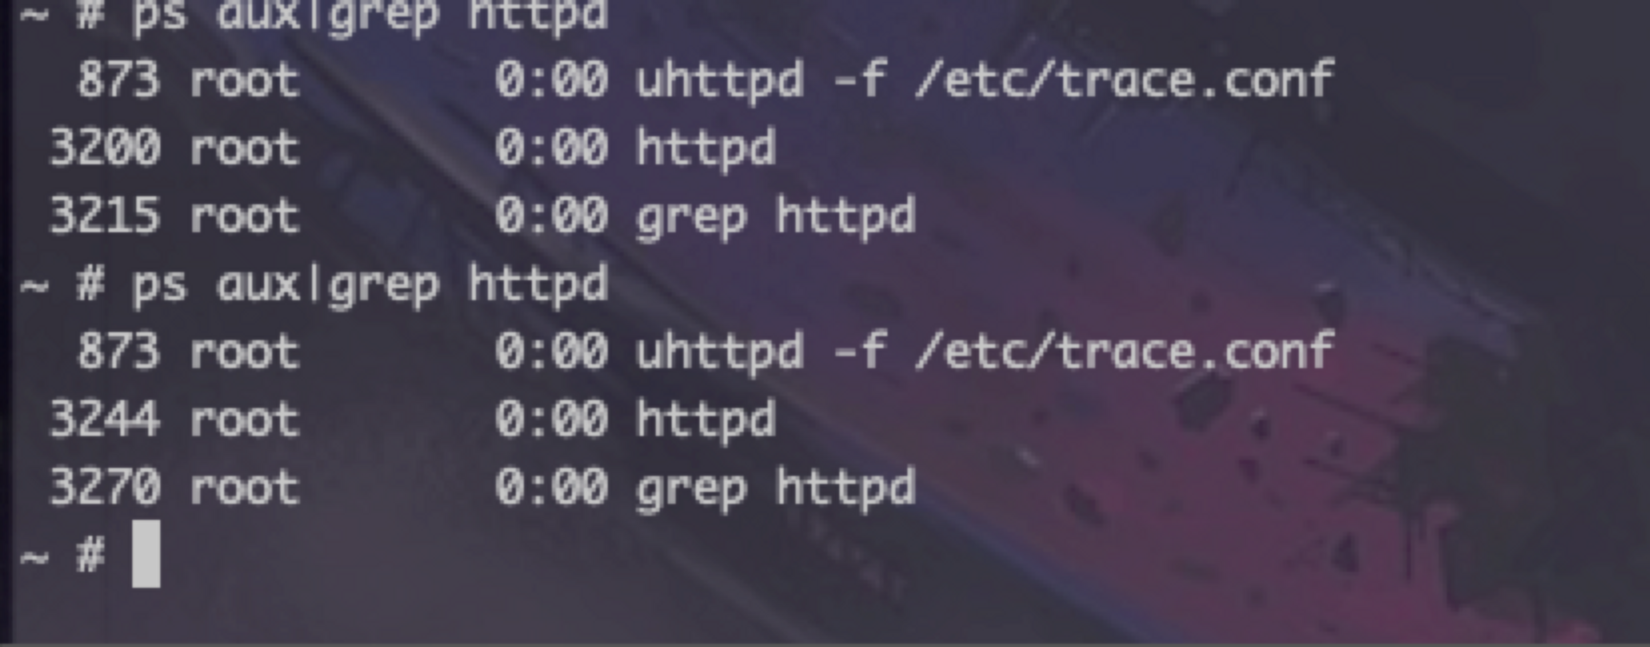 ~ # ps aux|grep httpd
873 root 0:00 uhttpd -f /etc/trace.conf
3200 root 0:00 httpd
3215 root 0:00 grep httpd
~ # ps aux|grep httpd
873 root 0:00 uhttpd -f /etc/trace.conf
3244 root 0:00 httpd
3270 root 0:00 grep httpd
~ #